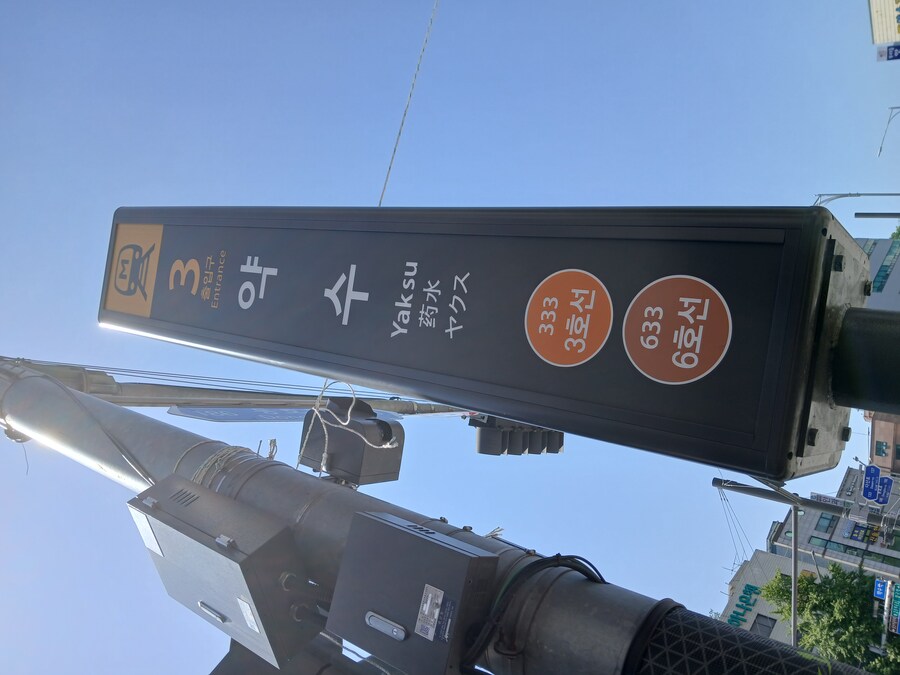 M
3
출입구
Entrance
약
수
Yaksu
药水
ヤクス
333
3호선
633
6호선